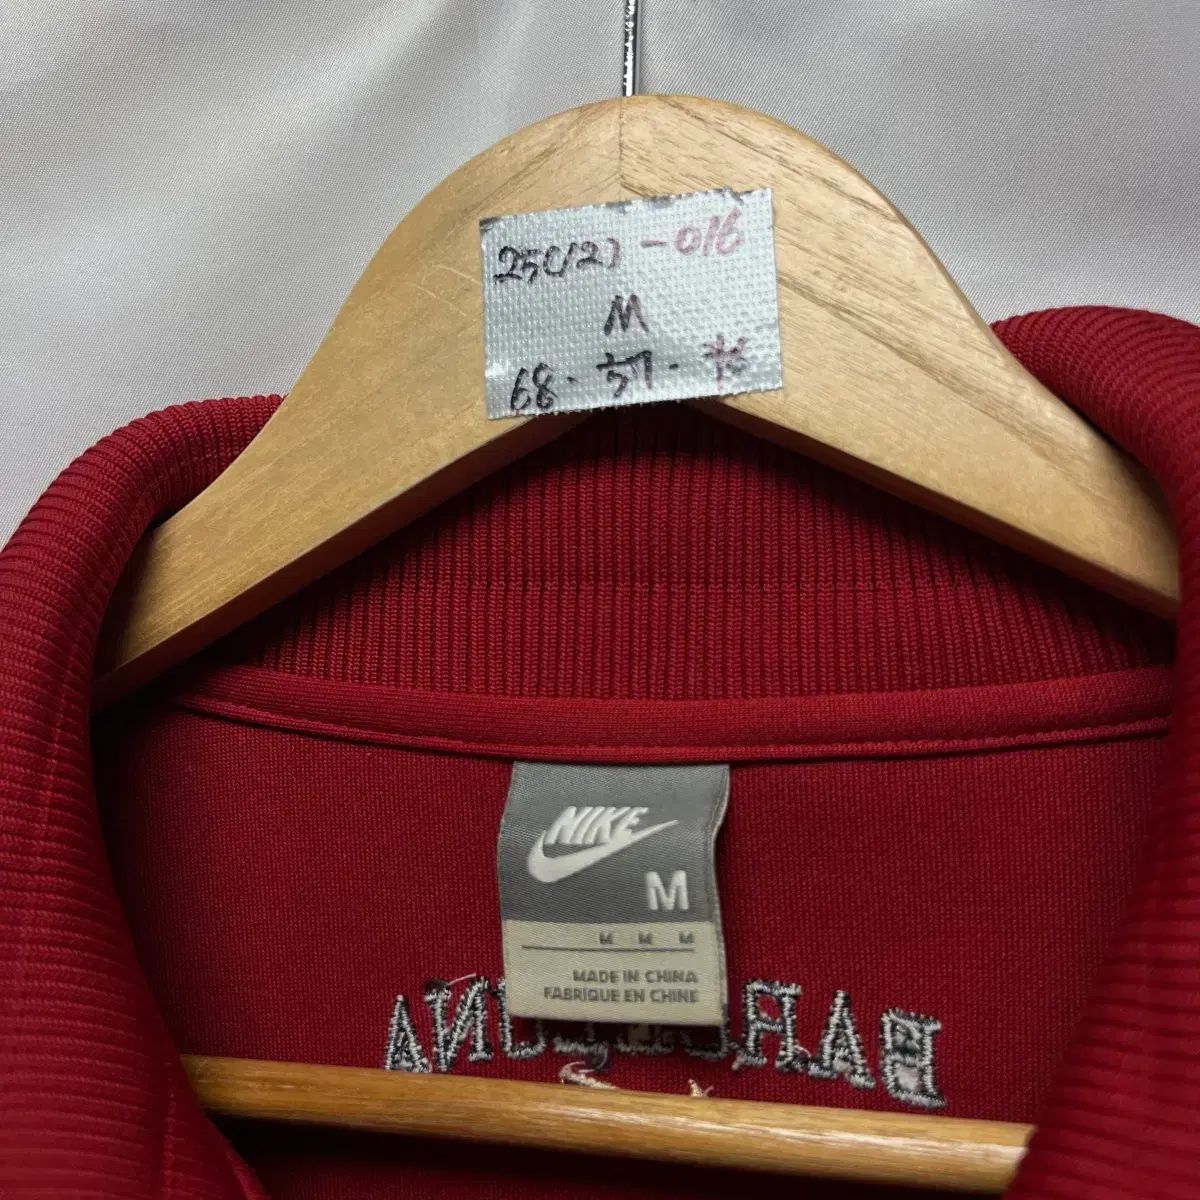 250127 - 016
M
68 · 57 ·
NIKE
M
M M M
MADE IN CHINA
FABRIQUE EN CHINE
BARCELONA